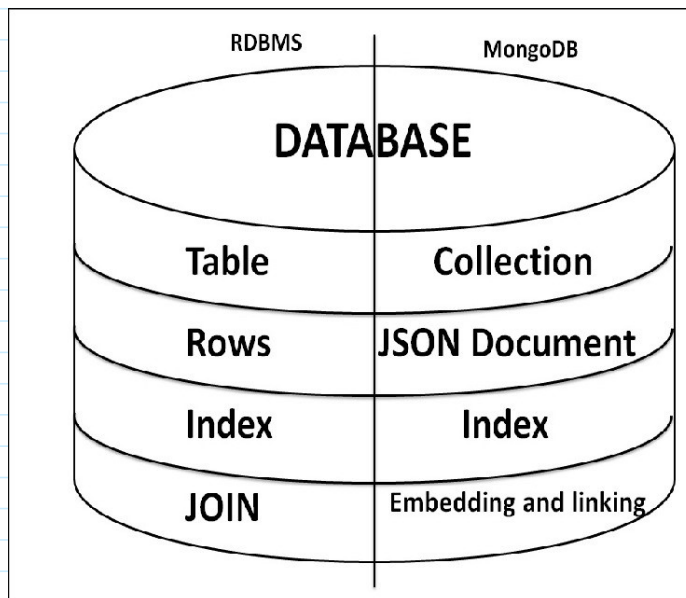 RDBMS MongoDB
DATABASE
Table Collection
Rows JSON Document
Index Index
JOIN Embedding and linking